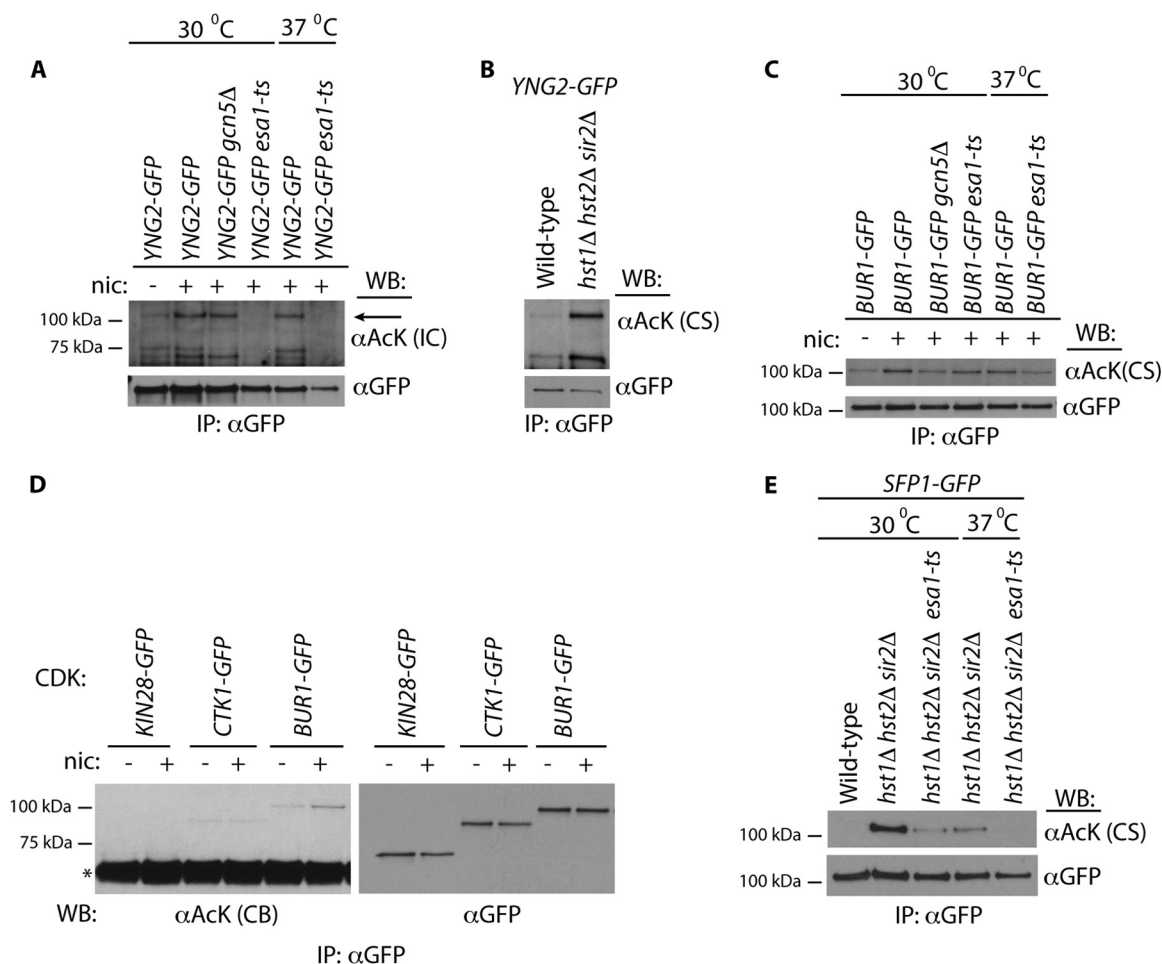 A
30 ⁰C 37 ⁰C
YNG2-GFP
YNG2-GFP
YNG2-GFP gcn5Δ
YNG2-GFP esa1-ts
YNG2-GFP
YNG2-GFP esa1-ts
nic: - + + + + + WB:
100 kDa
75 kDa
αAcK (IC)
αGFP
IP: αGFP
B
YNG2-GFP
Wild-type
hst1Δ hst2Δ sir2Δ
WB:
αAcK (CS)
αGFP
IP: αGFP
C
30 ⁰C 37 ⁰C
BUR1-GFP
BUR1-GFP
BUR1-GFP gcn5Δ
BUR1-GFP esa1-ts
BUR1-GFP
BUR1-GFP esa1-ts
nic: - + + + + + WB:
100 kDa αAcK(CS)
100 kDa αGFP
IP: αGFP
D
CDK:
KIN28-GFP
CTK1-GFP
BUR1-GFP
KIN28-GFP
CTK1-GFP
BUR1-GFP
nic: - + - + - + - + - + - +
100 kDa
75 kDa
*
WB: αAcK (CB) αGFP
IP: αGFP
E
SFP1-GFP
30 ⁰C 37 ⁰C
Wild-type
hst1Δ hst2Δ sir2Δ
hst1Δ hst2Δ sir2Δ esa1-ts
hst1Δ hst2Δ sir2Δ
hst1Δ hst2Δ sir2Δ esa1-ts
WB:
100 kDa αAcK (CS)
100 kDa αGFP
IP: αGFP